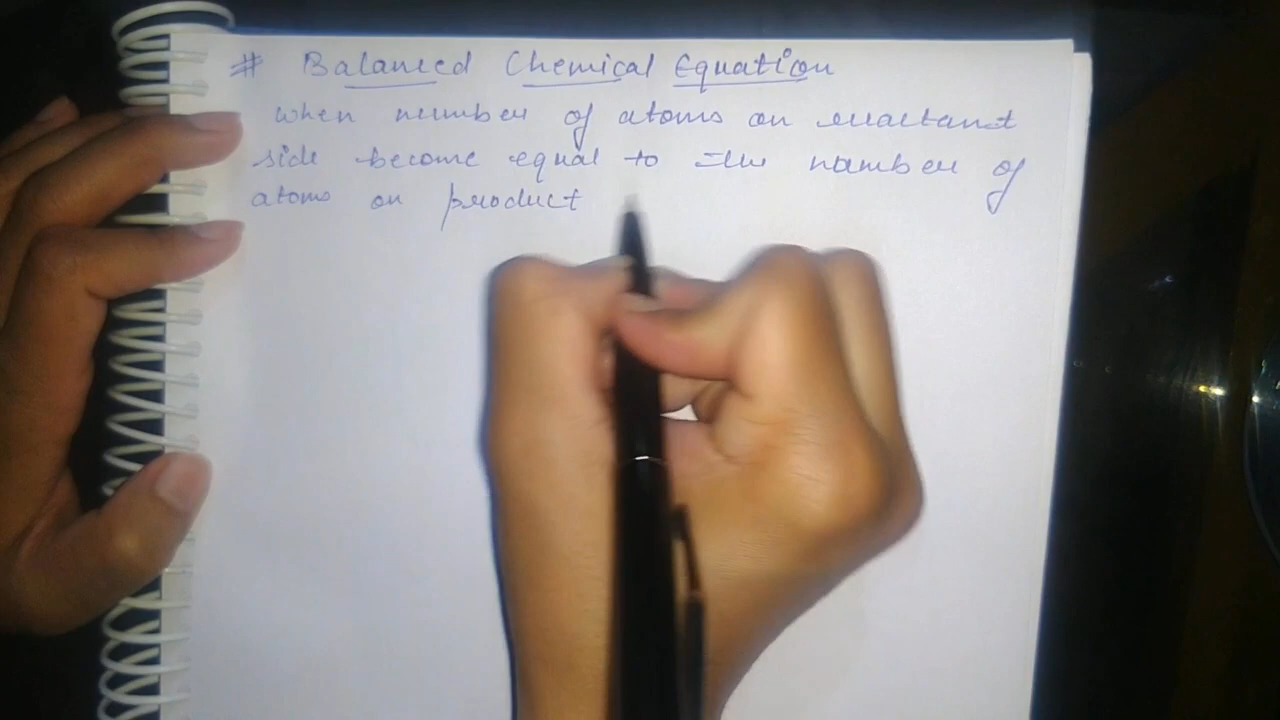 # Balanced Chemical Equation
when number of atoms on reactant
side become equal to the number of
atoms on product